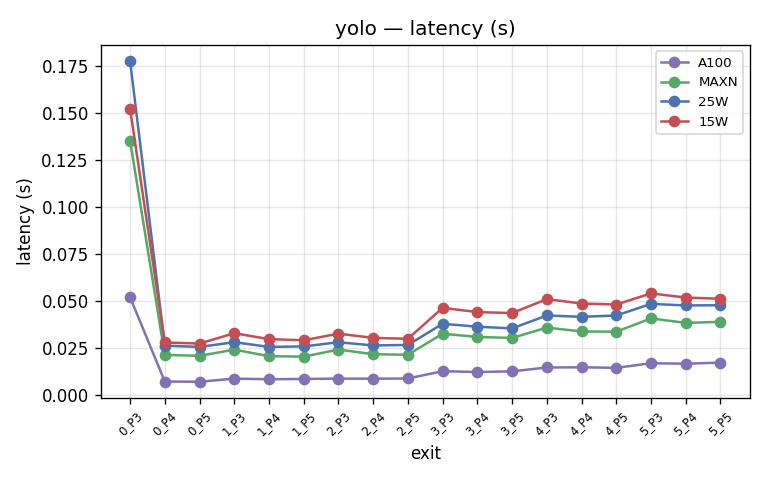 yolo — latency (s)
A100
MAXN
25W
15W
latency (s)
0.175
0.150
0.125
0.100
0.075
0.050
0.025
0.000
0_P3 0_P4 0_P5 1_P3 1_P4 1_P5 2_P3 2_P4 2_P5 3_P3 3_P4 3_P5 4_P3 4_P4 4_P5 5_P3 5_P4 5_P5
exit